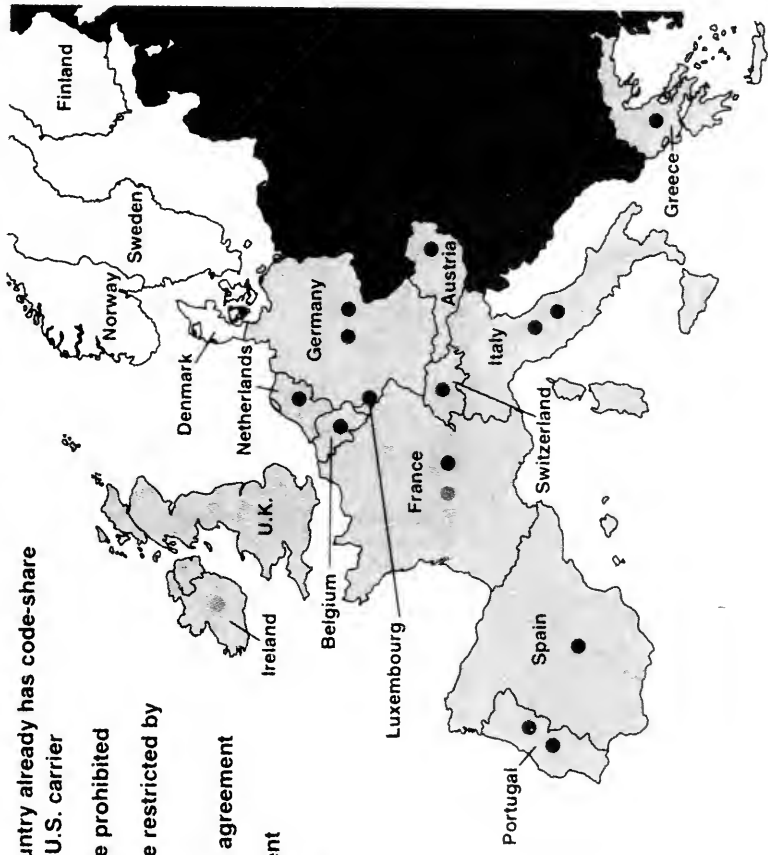 untry already has code-share
U.S. carrier
e prohibited
e restricted by
agreement
ent
Finland
Sweden
Norway
Denmark
Netherlands
Germany
Austria
Greece
Italy
Switzerland
France
U.K.
Ireland
Belgium
Luxembourg
Spain
Portugal